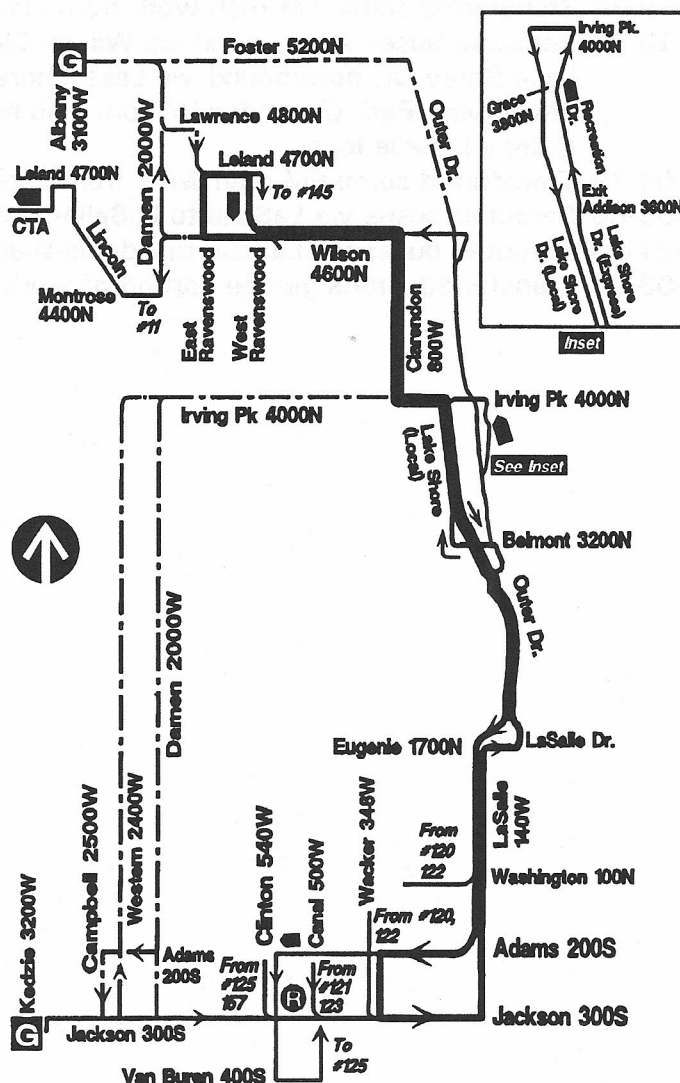 Foster 5200N
G
Albany
3100W
Damen 2000W
Lawrence 4800N
Leland 4700N
Leland 4700N
To #145
CTA
Lincoln
Wilson
4600N
Montrose
4400N
To
#11
East
Ravenswood
West
Ravenswood
Clarendon
800W
Outer Dr.
Irving Pk.
4000N
Grace
3900N
Recreation
Dr.
Exit
Addison 3600N
Lake Shore
Dr. (Local)
Lake Shore
Dr. (Express)
Inset
Irving Pk 4000N
Irving Pk 4000N
Lake Shore
(Local)
See Inset
Belmont 3200N
Outer Dr.
Damen 2000W
Eugenie 1700N
LaSalle Dr.
LaSalle
140W
Campbell 2500W
Western 2400W
Clinton 540W
Canal 500W
Wacker 348W
From
#120
122
Washington 100N
From #120,
122
Kedzie 3200W
Adams
200S
From
#125
157
R
From
#121
123
Adams 200S
G
Jackson 300S
Jackson 300S
To
#125
Van Buren 400S